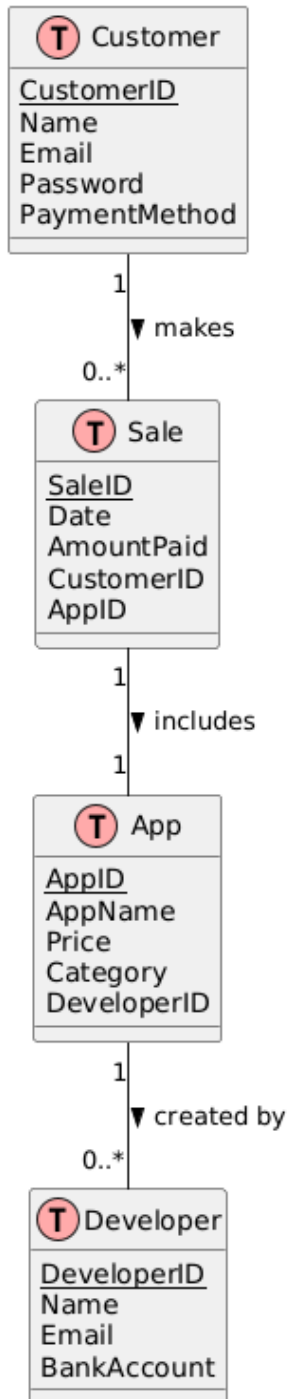 T Customer
CustomerID
Name
Email
Password
PaymentMethod
1
makes
0..*
T Sale
SaleID
Date
AmountPaid
CustomerID
AppID
1
includes
1
T App
AppID
AppName
Price
Category
DeveloperID
1
created by
0..*
T Developer
DeveloperID
Name
Email
BankAccount